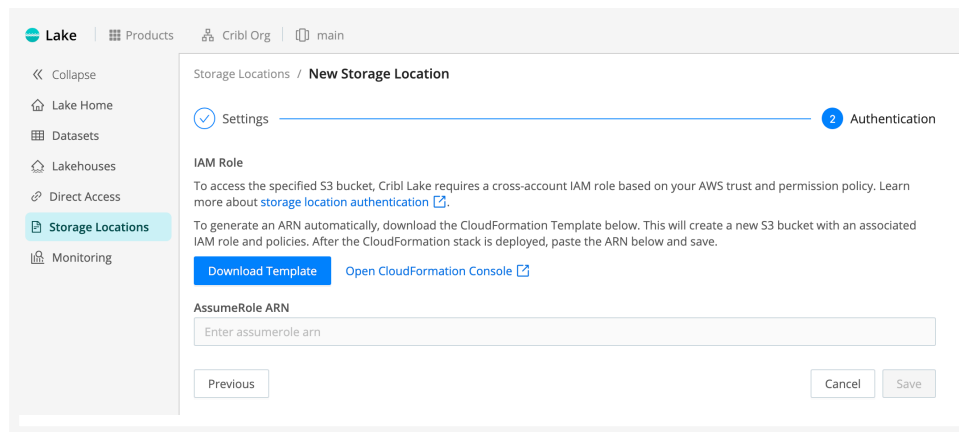 Lake
Products
Cribl Org
main
Collapse
Storage Locations / New Storage Location
Lake Home
Settings
2
Authentication
Datasets
Lakehouses
IAM Role
Direct Access
To access the specified S3 bucket, Cribl Lake requires a cross-account IAM role based on your AWS trust and permission policy. Learn
more about storage location authentication.
Storage Locations
To generate an ARN automatically, download the CloudFormation Template below. This will create a new S3 bucket with an associated
IAM role and policies. After the CloudFormation stack is deployed, paste the ARN below and save.
Monitoring
Download Template
Open CloudFormation Console
AssumeRole ARN
Enter assumerole arn
Previous
Cancel
Save